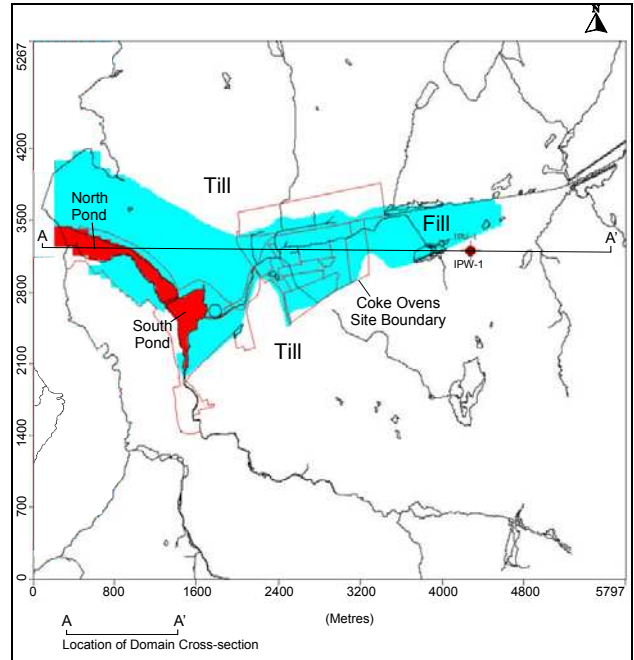 N
5267
4200
3500
2800
2100
1400
700
0
Till
North
Pond
A
Fill
A'
IPW-1
South
Pond
Coke Ovens
Site Boundary
Till
0
800
1600
2400
3200
4000
4800
5797
(Metres)
A
A'
Location of Domain Cross-section